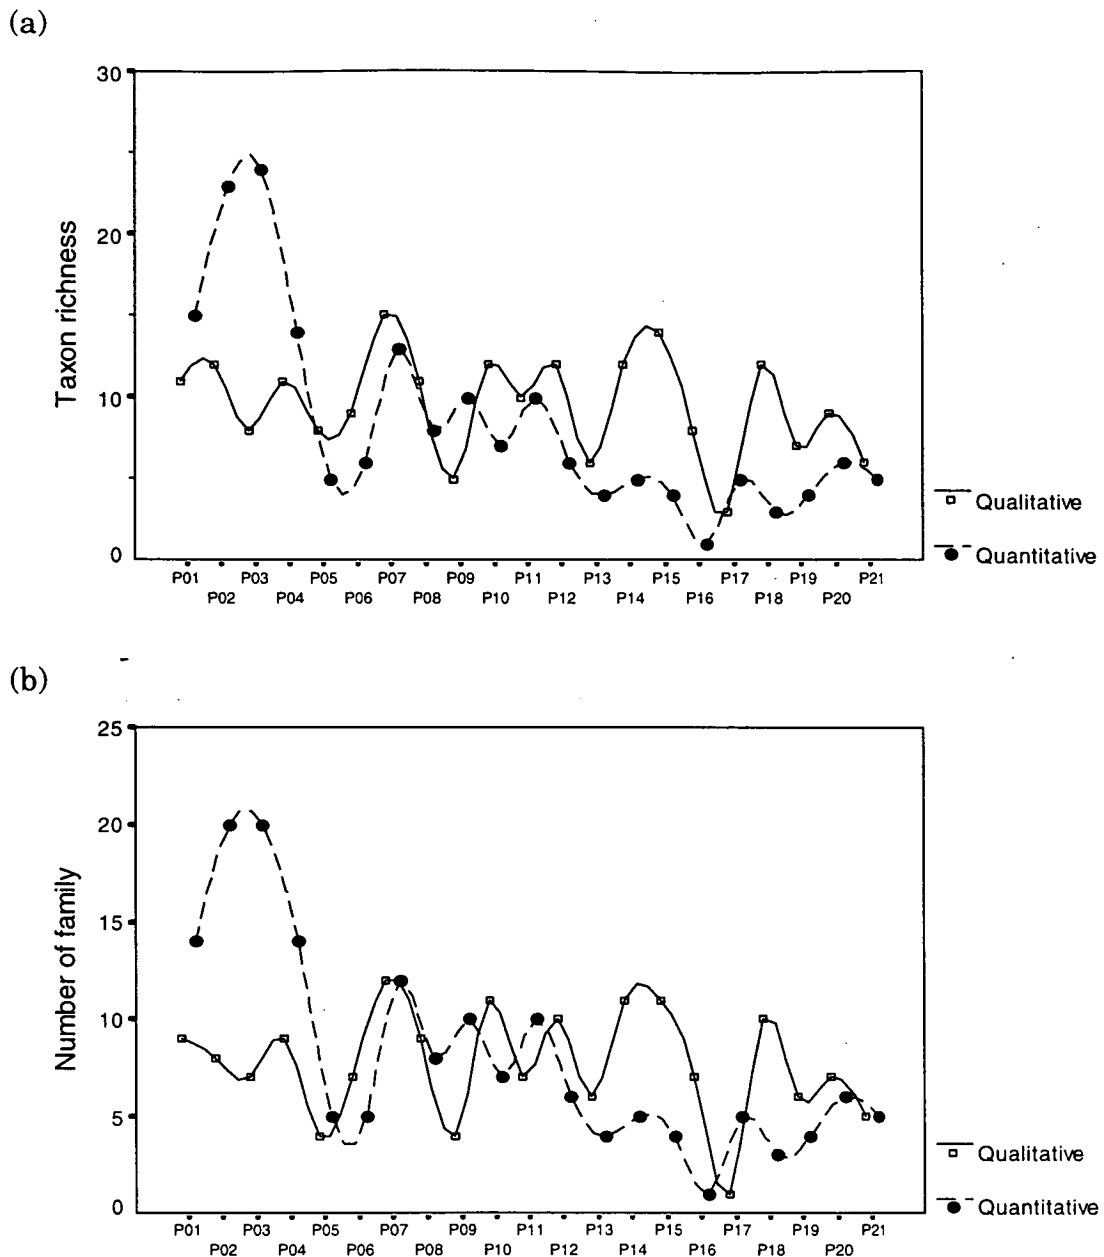 (a)
30
20
10
0
Taxon richness
P01 P03 P05 P07 P09 P11 P13 P15 P17 P19 P21
P02 P04 P06 P08 P10 P12 P14 P16 P18 P20
Qualitative
Quantitative
(b)
25
20
15
10
5
0
Number of family
P01 P03 P05 P07 P09 P11 P13 P15 P17 P19 P21
P02 P04 P06 P08 P10 P12 P14 P16 P18 P20
Qualitative
Quantitative